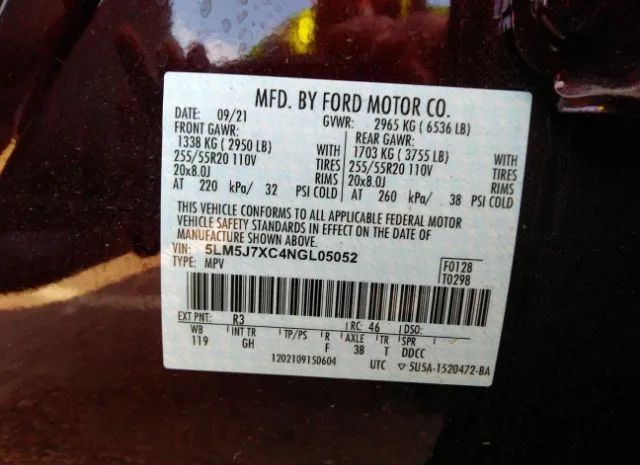 MFD. BY FORD MOTOR CO.
DATE: 09/21 GVWR: 2965 KG ( 6536 LB)
FRONT GAWR: REAR GAWR:
1338 KG ( 2950 LB) WITH 1703 KG ( 3755 LB) WITH
255/55R20 110V TIRES 255/55R20 110V TIRES
20x8.0J RIMS 20x8.0J RIMS
AT 220 kPa/ 32 PSI COLD AT 260 kPa/ 38 PSI COLD
THIS VEHICLE CONFORMS TO ALL APPLICABLE FEDERAL MOTOR
VEHICLE SAFETY STANDARDS IN EFFECT ON THE DATE OF
MANUFACTURE SHOWN ABOVE.
VIN: 5LM5J7XC4NGL05052
TYPE: MPV
F0128
T0298
EXT PNT: R3 RC: 46 DSO:
WB INT TR TP/PS R AXLE TR SPR
119 GH F 38 T DDCC
1202109150604 UTC ▽ 5U5A-1520472-BA